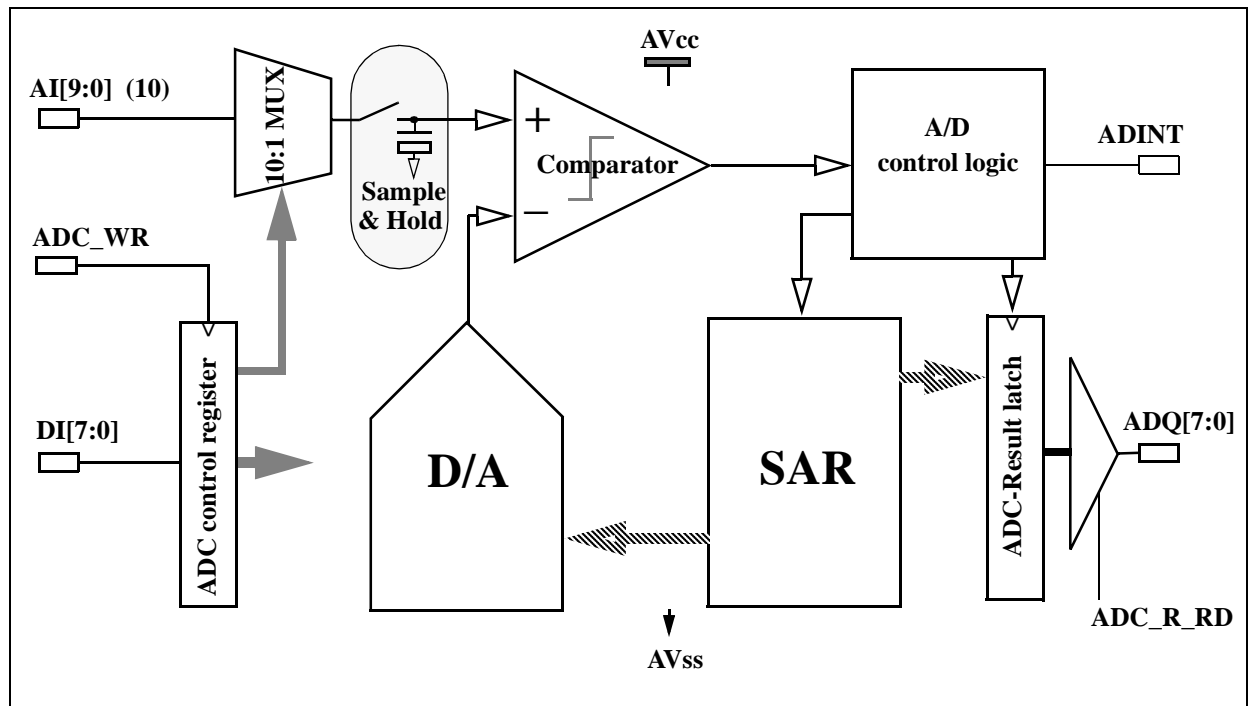 AVcc
AI[9:0] (10)
10:1 MUX
+
Comparator
−
Sample
& Hold
A/D
control logic
ADINT
ADC_WR
DI[7:0]
ADC control register
D/A
SAR
ADC-Result latch
ADQ[7:0]
ADC_R_RD
AVss